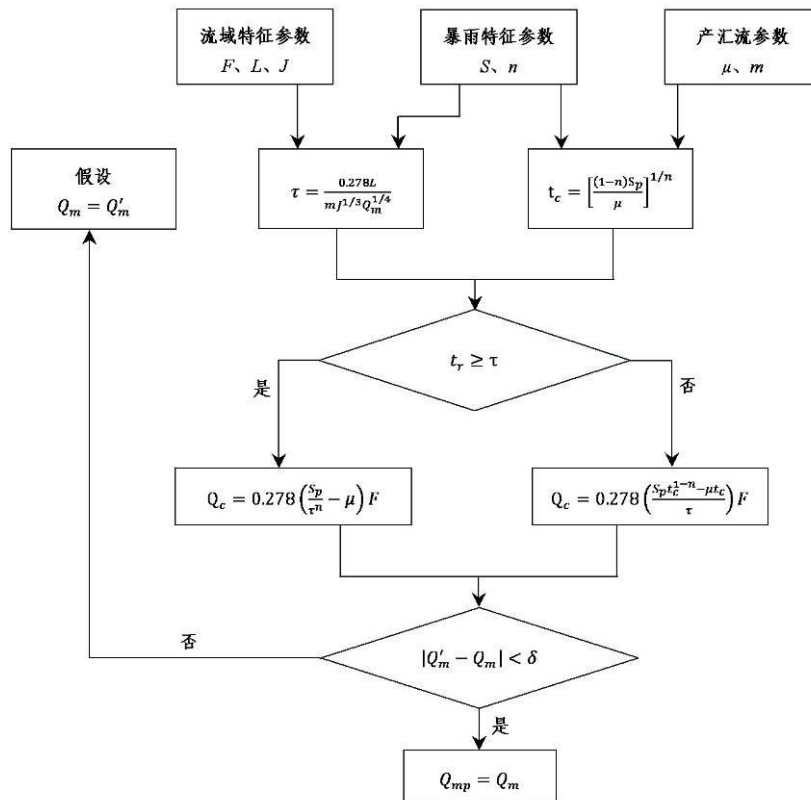 流域特征参数
F、L、J
暴雨特征参数
S、n
产汇流参数
μ、m
假设
Q_m = Q'_m
τ = 0.278L / (mJ^{1/3}Q_m^{1/4})
t_c = [(1−n)S_p / μ]^{1/n}
t_r ≥ τ
是
否
Q_c = 0.278 (S_p / τ^n − μ) F
Q_c = 0.278 ((S_p t_c^{1−n} − μt_c) / τ) F
否
|Q'_m − Q_m| < δ
是
Q_{mp} = Q_m